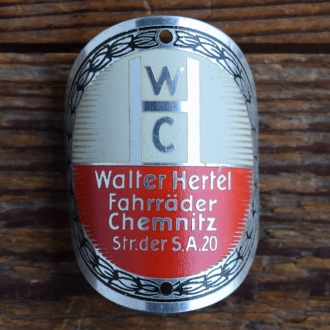 W
C
Walter Hertel
Fahrräder
Chemnitz
Str. der S.A.20